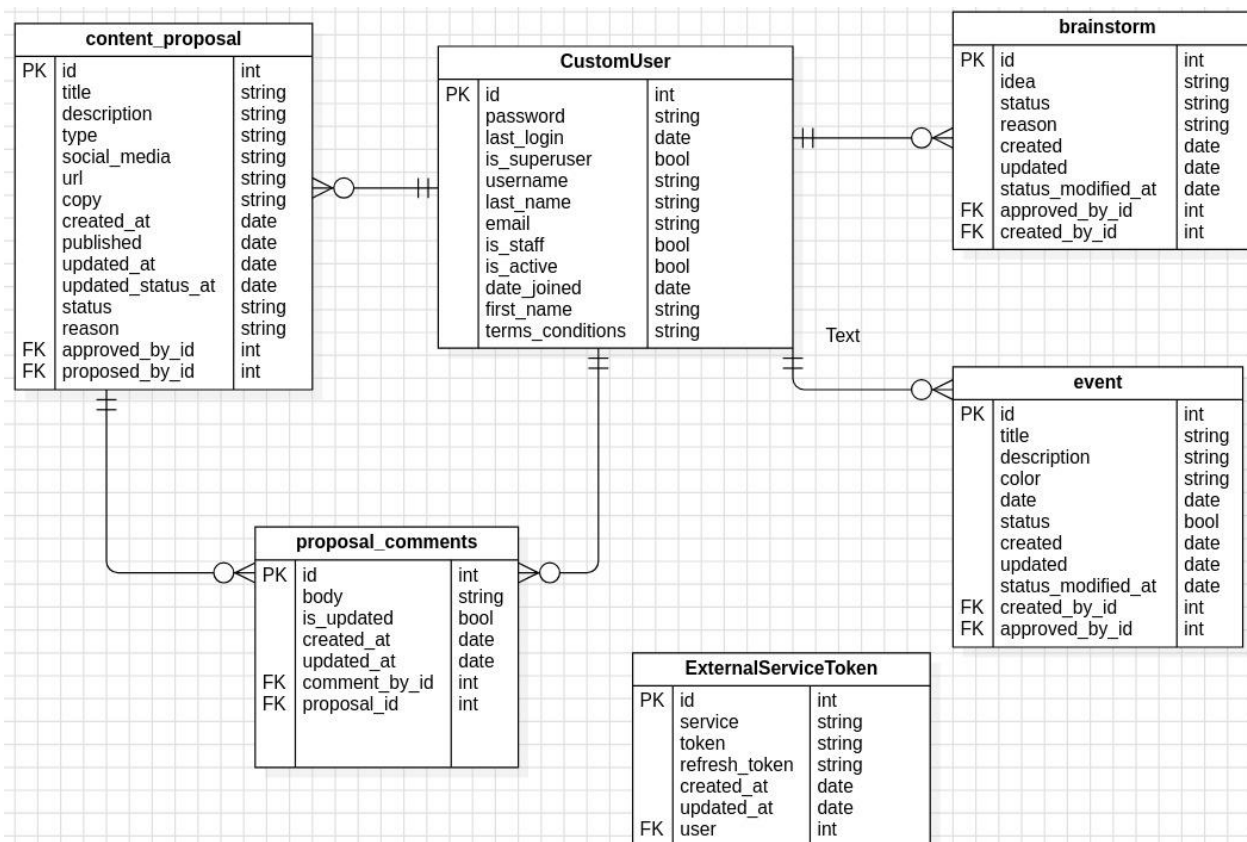 content_proposal
PK id int
title string
description string
type string
social_media string
url string
copy string
created_at date
published date
updated_at date
updated_status_at date
status string
reason string
FK approved_by_id int
FK proposed_by_id int
CustomUser
PK id int
password string
last_login date
is_superuser bool
username string
last_name string
email string
is_staff bool
is_active bool
date_joined date
first_name string
terms_conditions string
brainstorm
PK id int
idea string
status string
reason string
created date
updated date
status_modified_at date
FK approved_by_id int
FK created_by_id int
Text
event
PK id int
title string
description string
color string
date date
status bool
created date
updated date
status_modified_at date
FK created_by_id int
FK approved_by_id int
proposal_comments
PK id int
body string
is_updated bool
created_at date
updated_at date
FK comment_by_id int
FK proposal_id int
ExternalServiceToken
PK id int
service string
token string
refresh_token string
created_at date
updated_at date
FK user int